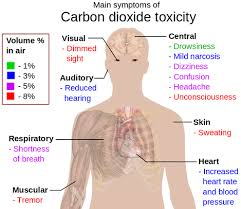 Main symptoms of
Carbon dioxide toxicity
Volume %
in air
- 1%
- 3%
- 5%
- 8%
Visual
- Dimmed
sight
Auditory
- Reduced
hearing
Central
- Drowsiness
- Mild narcosis
- Dizziness
- Confusion
- Headache
- Unconsciousness
Skin
- Sweating
Respiratory
- Shortness
of breath
Heart
- Increased
heart rate
and blood
pressure
Muscular
- Tremor